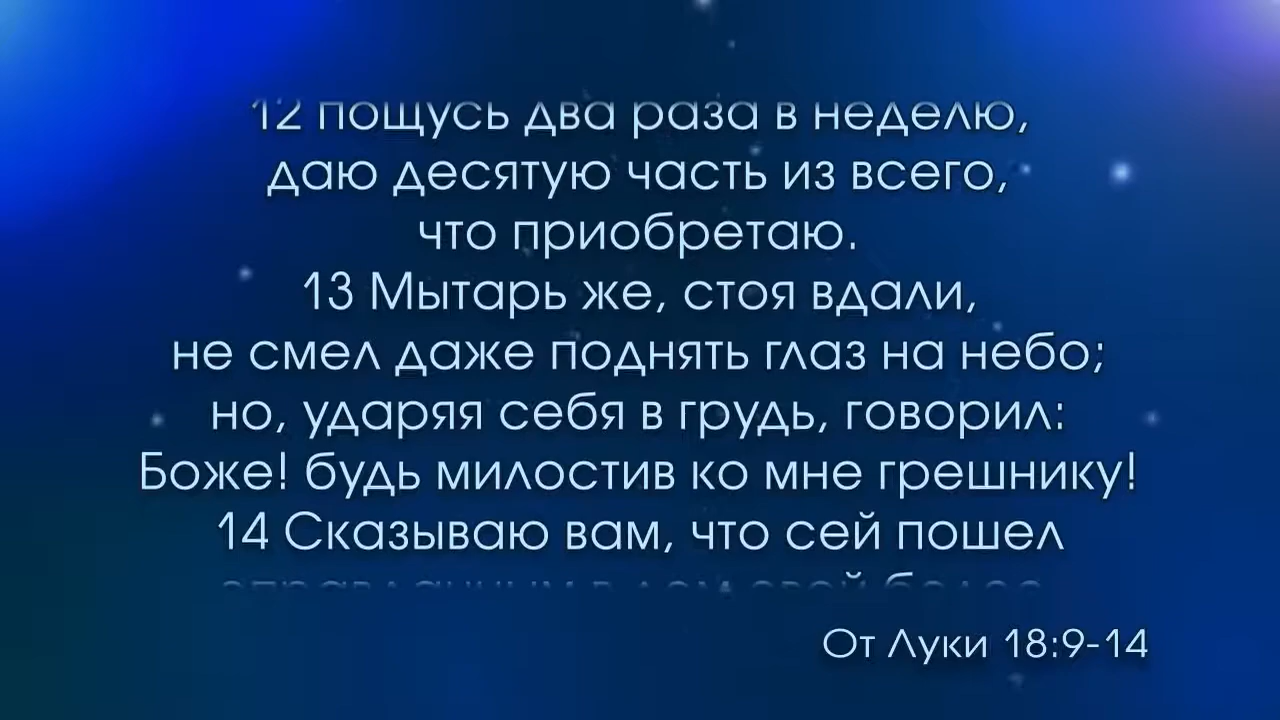 12 пощусь два раза в неделю,
даю десятую часть из всего,
что приобретаю.
13 Мытарь же, стоя вдали,
не смел даже поднять глаз на небо;
но, ударяя себя в грудь, говорил:
Боже! будь милостив ко мне грешнику!
14 Сказываю вам, что сей пошел
От Луки 18:9-14